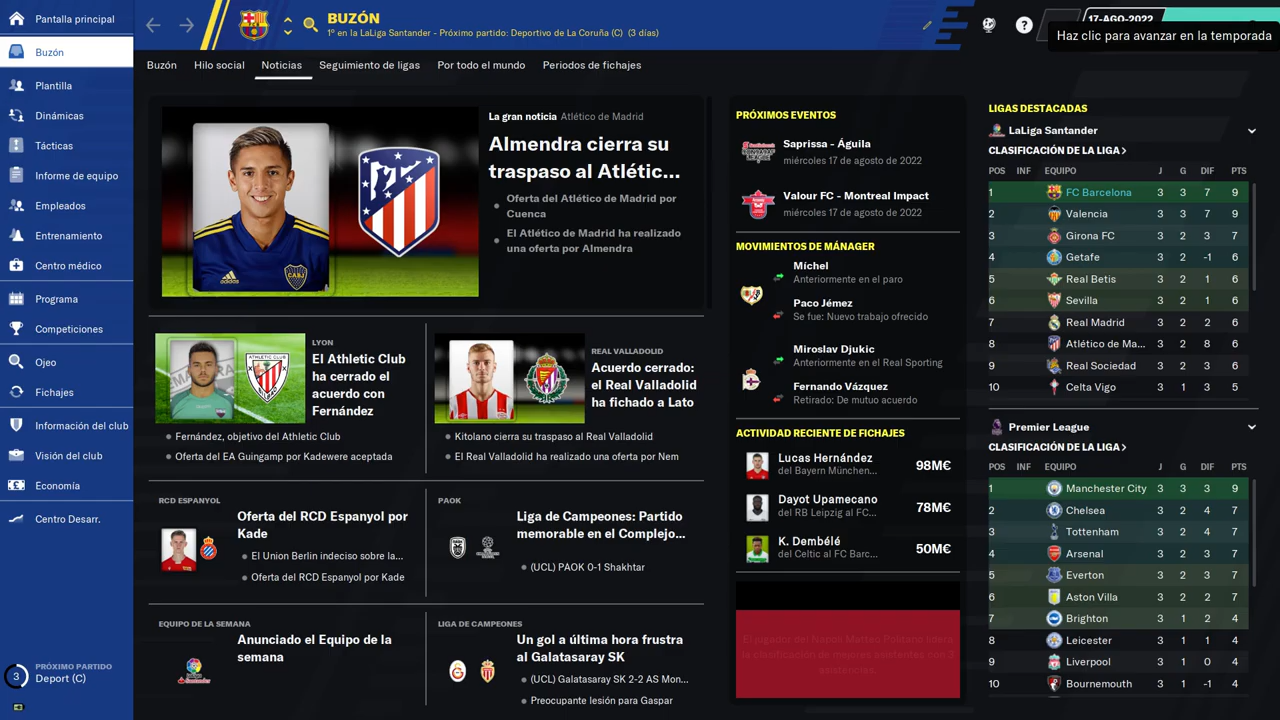 Pantalla principal
Buzón
Plantilla
Dinámicas
Tácticas
Informe de equipo
Empleados
Entrenamiento
Centro médico
Programa
Competiciones
Ojeo
Fichajes
Información del club
Visión del club
Economía
Centro Desarr.
3
PRÓXIMO PARTIDO
Deport (C)
BUZÓN
1º en la LaLiga Santander - Próximo partido: Deportivo de La Coruña (C) (3 días)
17-AGO-2022
Haz clic para avanzar en la temporada
Buzón
Hilo social
Noticias
Seguimiento de ligas
Por todo el mundo
Periodos de fichajes
La gran noticia Atlético de Madrid
Almendra cierra su
traspaso al Atlétic...
Oferta del Atlético de Madrid por
Cuenca
El Atlético de Madrid ha realizado
una oferta por Almendra
LYON
El Athletic Club
ha cerrado el
acuerdo con
Fernández
Fernández, objetivo del Athletic Club
Oferta del EA Guingamp por Kadewere aceptada
REAL VALLADOLID
Acuerdo cerrado:
el Real Valladolid
ha fichado a Lato
Kitolano cierra su traspaso al Real Valladolid
El Real Valladolid ha realizado una oferta por Nem
RCD ESPANYOL
Oferta del RCD Espanyol por
Kade
El Union Berlin indeciso sobre la...
Oferta del RCD Espanyol por Kade
PAOK
Liga de Campeones: Partido
memorable en el Complejo...
(UCL) PAOK 0-1 Shakhtar
EQUIPO DE LA SEMANA
Anunciado el Equipo de la
semana
LIGA DE CAMPEONES
Un gol a última hora frustra
al Galatasaray SK
(UCL) Galatasaray SK 2-2 AS Mon...
Preocupante lesión para Gaspar
PRÓXIMOS EVENTOS
Saprissa - Águila
miércoles 17 de agosto de 2022
Valour FC - Montreal Impact
miércoles 17 de agosto de 2022
MOVIMIENTOS DE MÁNAGER
Míchel
Anteriormente en el paro
Paco Jémez
Se fue: Nuevo trabajo ofrecido
Miroslav Djukic
Anteriormente en el Real Sporting
Fernando Vázquez
Retirado: De mutuo acuerdo
ACTIVIDAD RECIENTE DE FICHAJES
Lucas Hernández 98M€
del Bayern München...
Dayot Upamecano 78M€
del RB Leipzig al FC...
K. Dembélé 50M€
del Celtic al FC Barc...
LIGAS DESTACADAS
LaLiga Santander
CLASIFICACIÓN DE LA LIGA
POS INF EQUIPO J G DIF PTS
1 FC Barcelona 3 3 7 9
2 Valencia 3 3 7 9
3 Girona FC 3 2 3 7
4 Getafe 3 2 -1 6
5 Real Betis 3 2 1 6
6 Sevilla 3 2 1 6
7 Real Madrid 3 2 2 6
8 Atlético de Ma... 3 2 8 6
9 Real Sociedad 3 2 3 6
10 Celta Vigo 3 1 3 5
Premier League
CLASIFICACIÓN DE LA LIGA
POS INF EQUIPO J G DIF PTS
1 Manchester City 3 3 3 9
2 Chelsea 3 2 4 7
3 Tottenham 3 2 4 7
4 Arsenal 3 2 3 7
5 Everton 3 2 3 7
6 Aston Villa 3 2 2 7
7 Brighton 3 1 2 4
8 Leicester 3 1 1 4
9 Liverpool 3 1 0 4
10 Bournemouth 3 1 -1 4